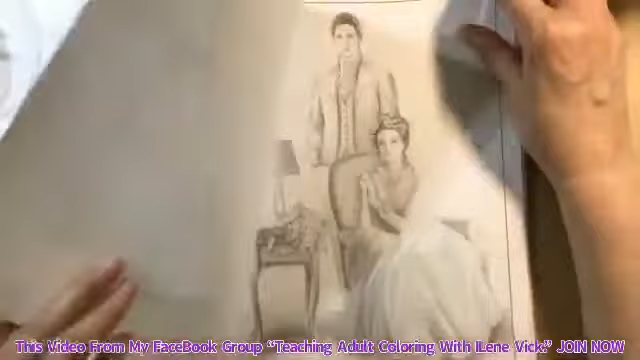 This Video From My FaceBook Group “Teaching Adult Coloring With ILene Vick” JOIN NOW